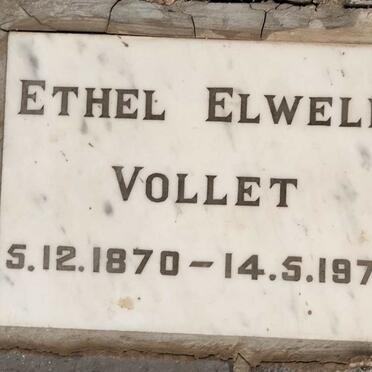 ETHEL ELWELL
VOLLET
5.12.1870 – 14.5.197